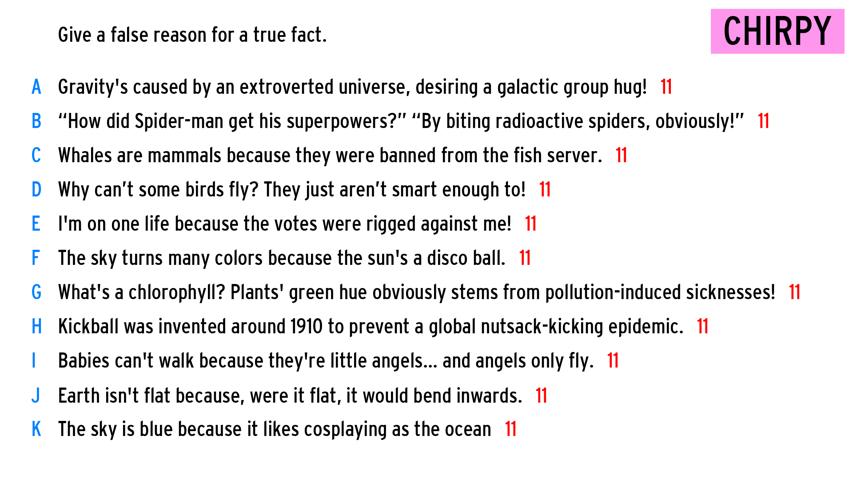 Give a false reason for a true fact.
CHIRPY
A Gravity's caused by an extroverted universe, desiring a galactic group hug! 11
B “How did Spider-man get his superpowers?” “By biting radioactive spiders, obviously!” 11
C Whales are mammals because they were banned from the fish server. 11
D Why can’t some birds fly? They just aren’t smart enough to! 11
E I'm on one life because the votes were rigged against me! 11
F The sky turns many colors because the sun's a disco ball. 11
G What's a chlorophyll? Plants' green hue obviously stems from pollution-induced sicknesses! 11
H Kickball was invented around 1910 to prevent a global nutsack-kicking epidemic. 11
I Babies can't walk because they're little angels... and angels only fly. 11
J Earth isn't flat because, were it flat, it would bend inwards. 11
K The sky is blue because it likes cosplaying as the ocean 11